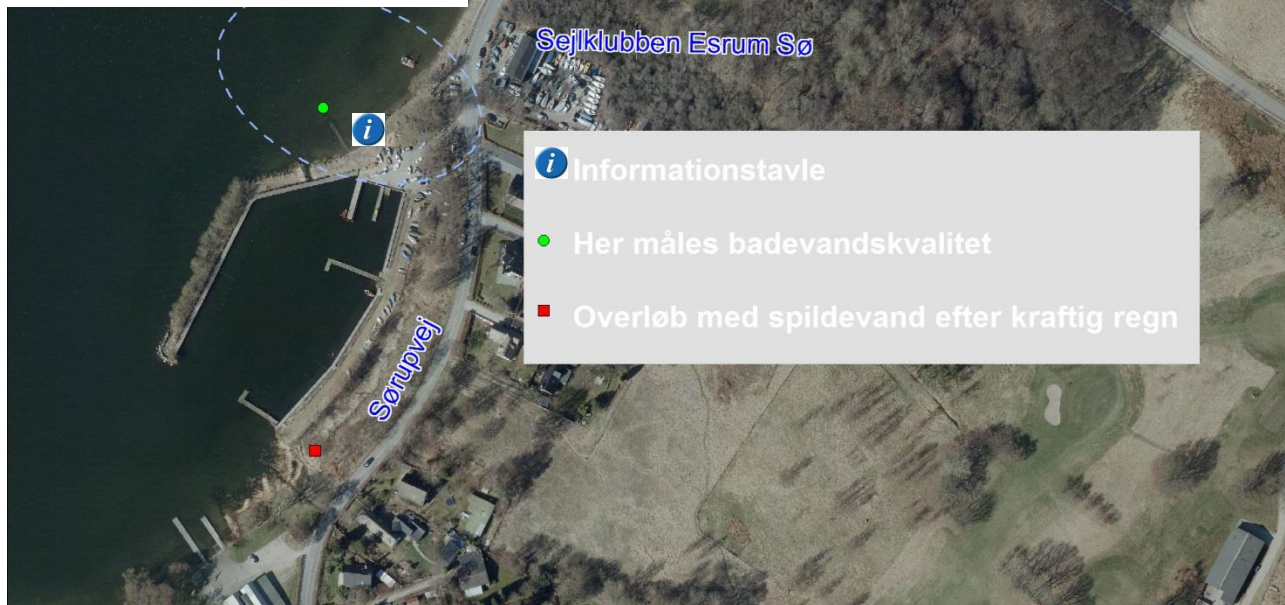 Sejlklubben Esrum Sø
i
i Informationstavle
Her måles badevandskvalitet
Overløb med spildevand efter kraftig regn
Sørupvej